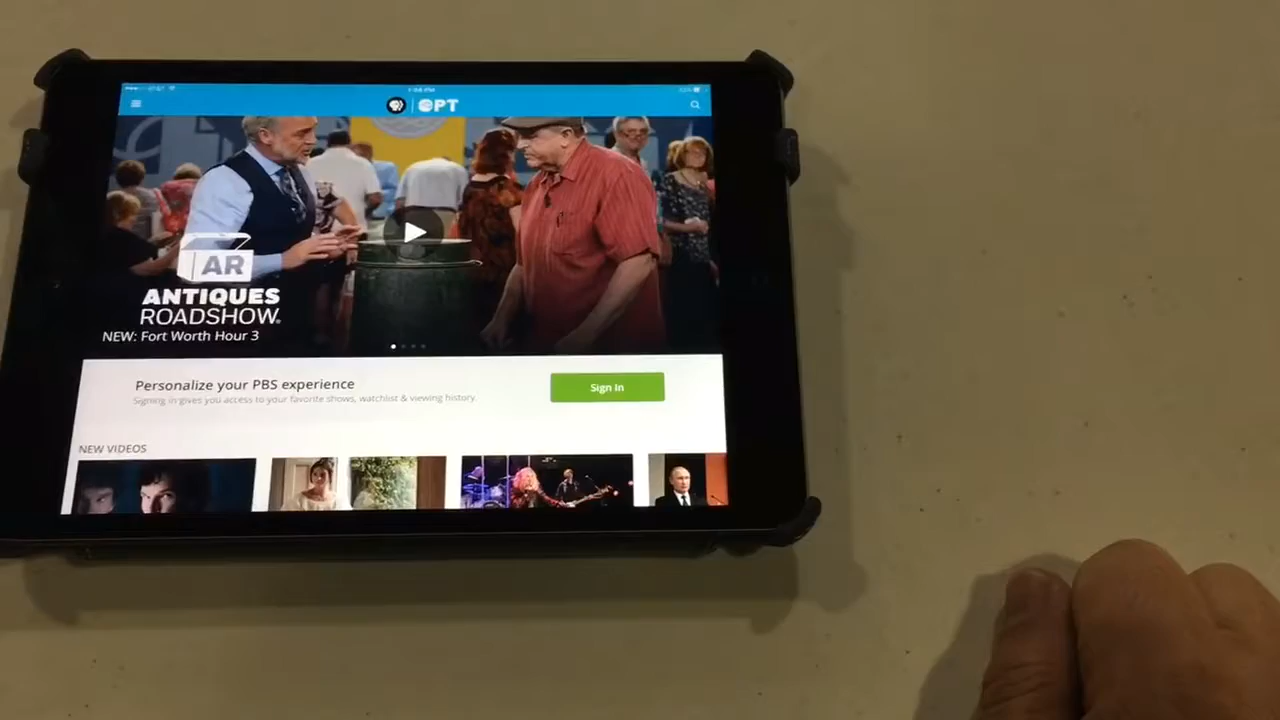 OPT
AR
ANTIQUES
ROADSHOW.
NEW: Fort Worth Hour 3
Personalize your PBS experience
Sign In
Signing in gives you access to your favorite shows, watchlist & viewing history.
NEW VIDEOS